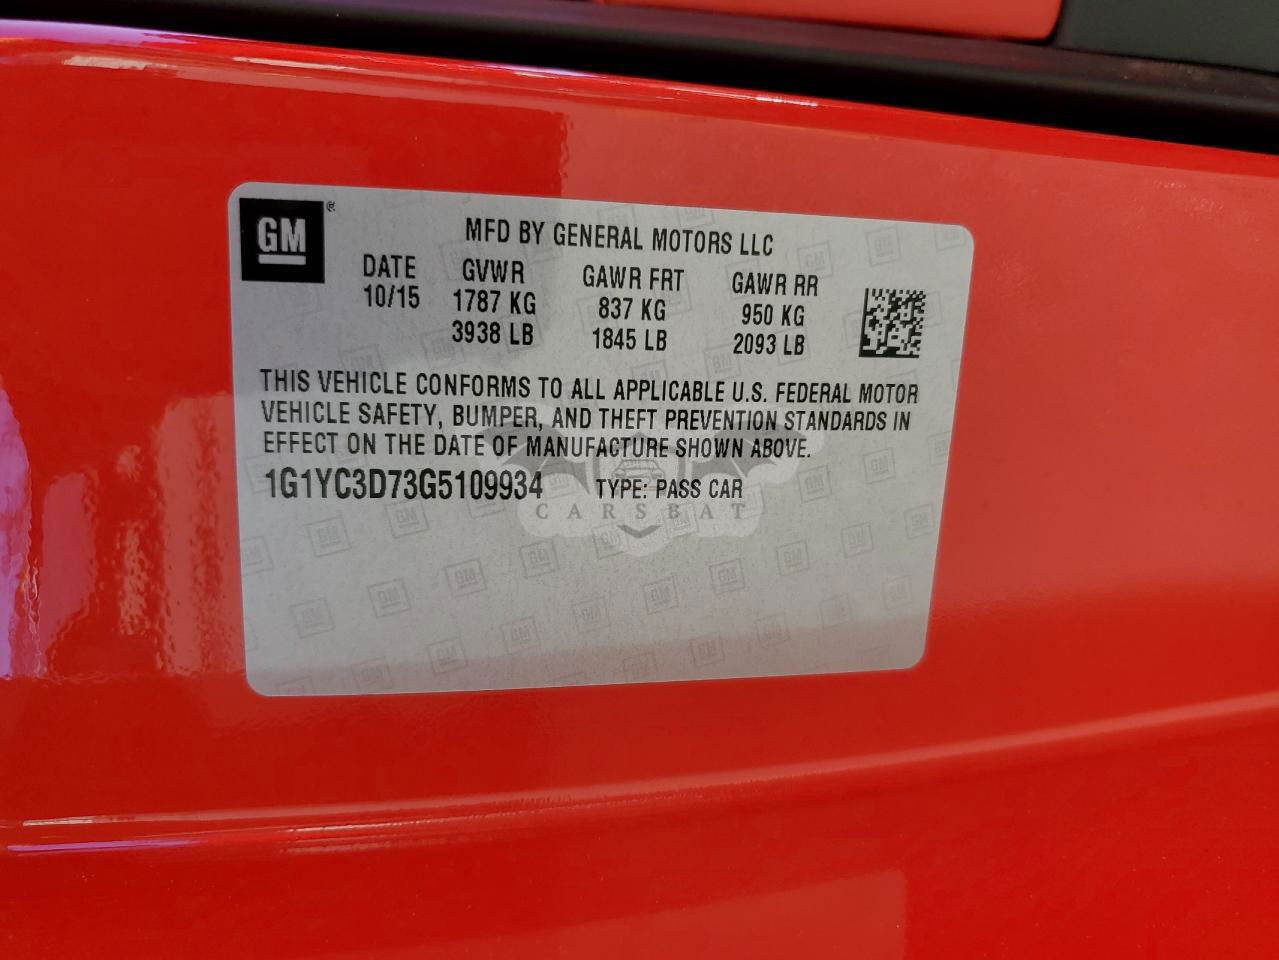 GM ®
MFD BY GENERAL MOTORS LLC
DATE GVWR GAWR FRT GAWR RR
10/15 1787 KG 837 KG 950 KG
3938 LB 1845 LB 2093 LB
THIS VEHICLE CONFORMS TO ALL APPLICABLE U.S. FEDERAL MOTOR
VEHICLE SAFETY, BUMPER, AND THEFT PREVENTION STANDARDS IN
EFFECT ON THE DATE OF MANUFACTURE SHOWN ABOVE.
1G1YC3D73G5109934 TYPE: PASS CAR
CARSBAT